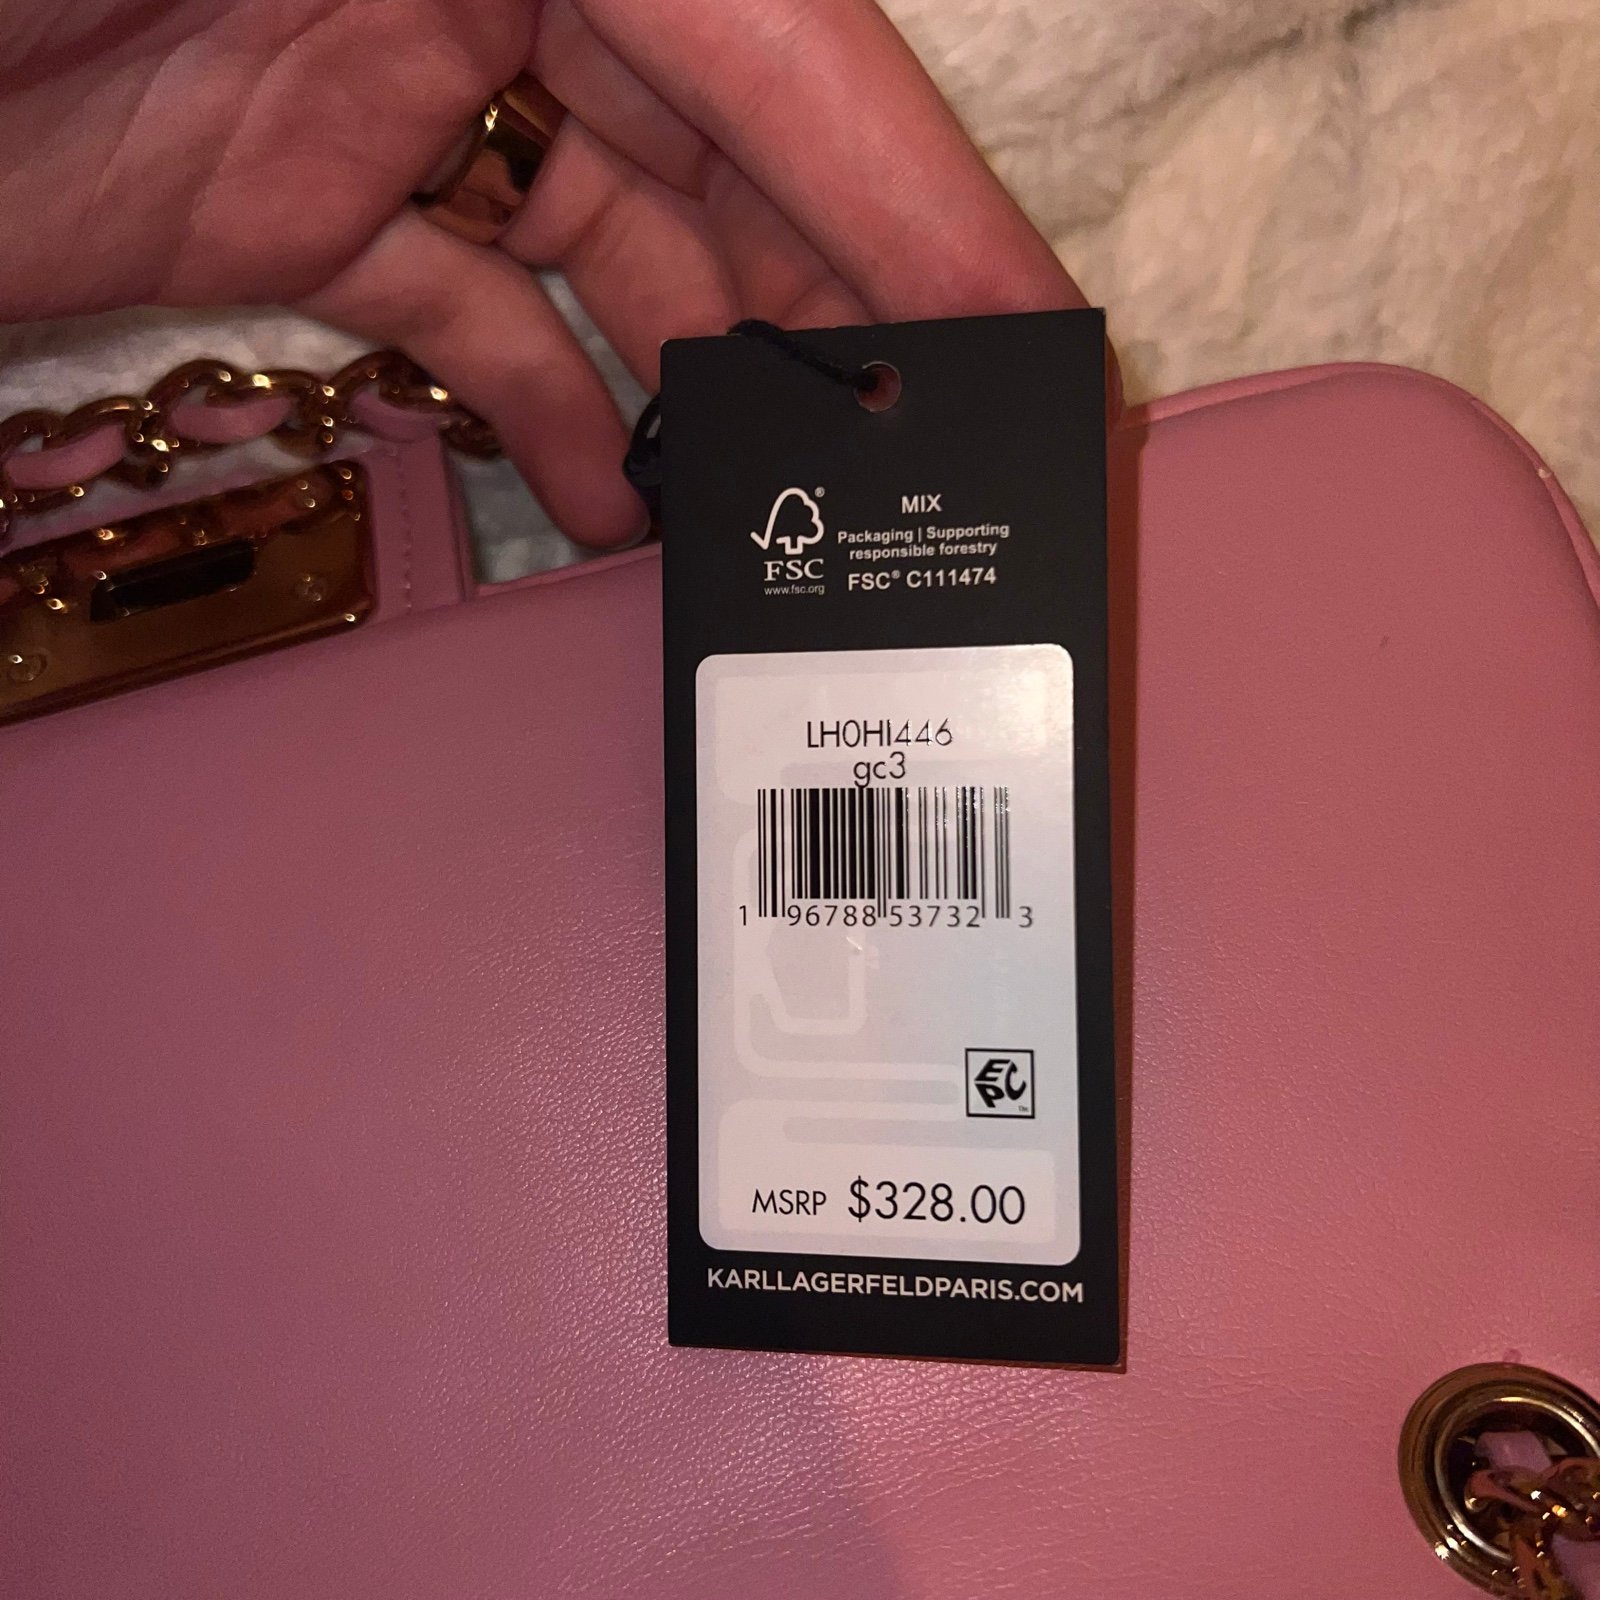 FSC®
www.fsc.org
MIX
Packaging | Supporting
responsible forestry
FSC® C111474
LH0HI446
gc3
1 96788 53732 3
EPC™
MSRP $328.00
KARLLAGERFELDPARIS.COM